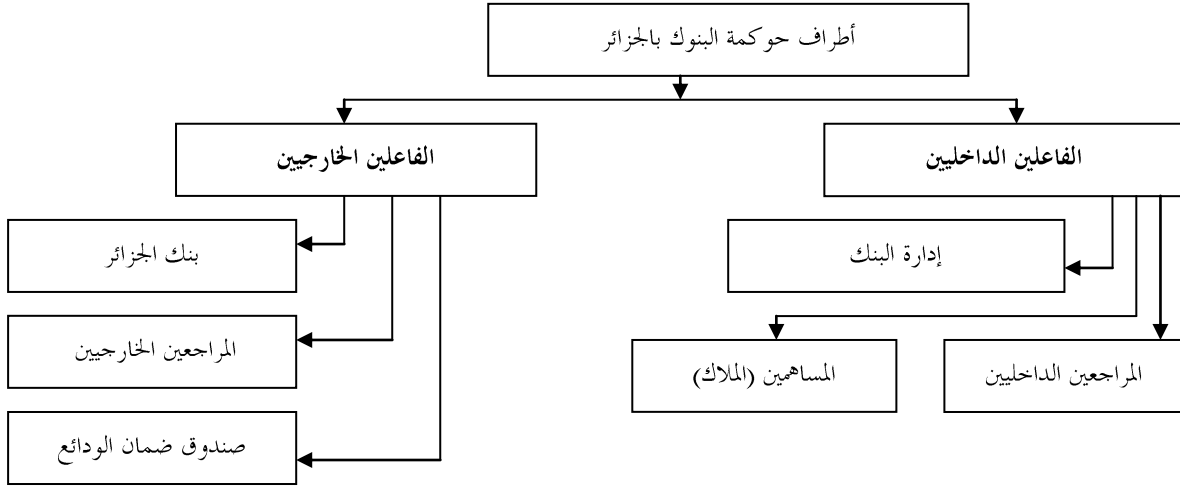 أطراف حوكمة البنوك بالجزائر
الفاعلين الداخليين
الفاعلين الخارجيين
إدارة البنك
المراجعين الداخليين
المساهمين (الملاك)
بنك الجزائر
المراجعين الخارجيين
صندوق ضمان الودائع